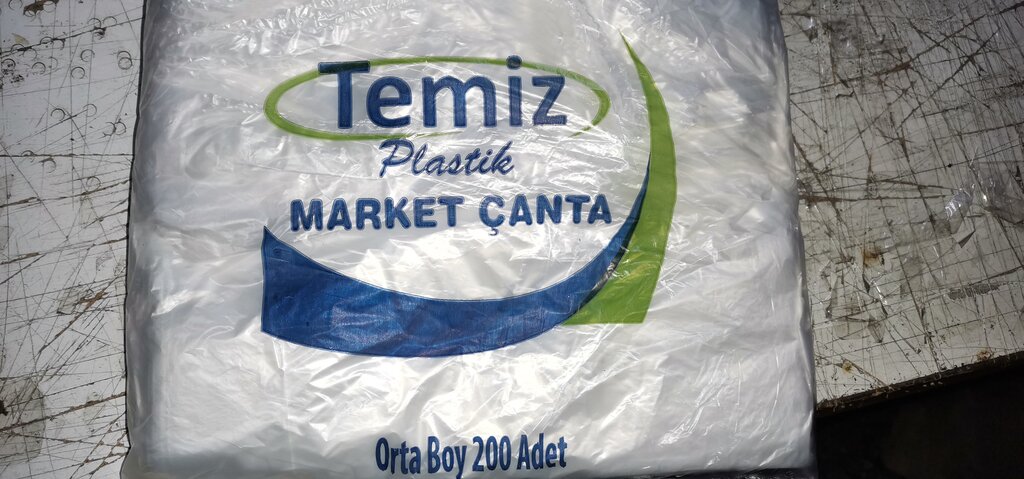 Temiz
Plastik
MARKET ÇANTA
Orta Boy 200 Adet